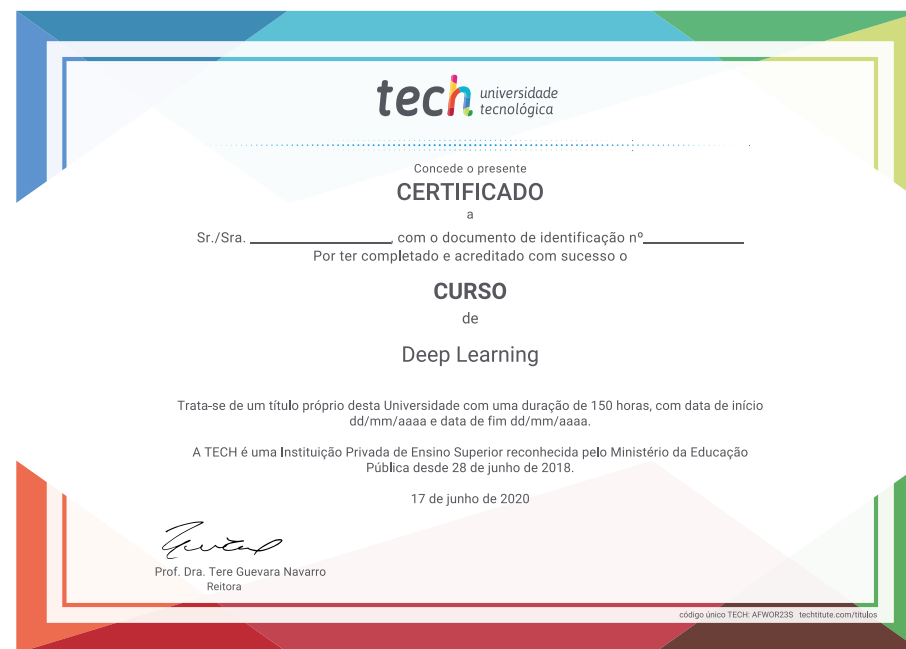 tech universidade
tecnológica
Concede o presente
CERTIFICADO
a
Sr./Sra. ____________________, com o documento de identificação nº______________
Por ter completado e acreditado com sucesso o
CURSO
de
Deep Learning
Trata-se de um título próprio desta Universidade com uma duração de 150 horas, com data de início
dd/mm/aaaa e data de fim dd/mm/aaaa.
A TECH é uma Instituição Privada de Ensino Superior reconhecida pelo Ministério da Educação
Pública desde 28 de junho de 2018.
17 de junho de 2020
Prof. Dra. Tere Guevara Navarro
Reitora
código único TECH: AFWOR23S techtitute.com/titulos